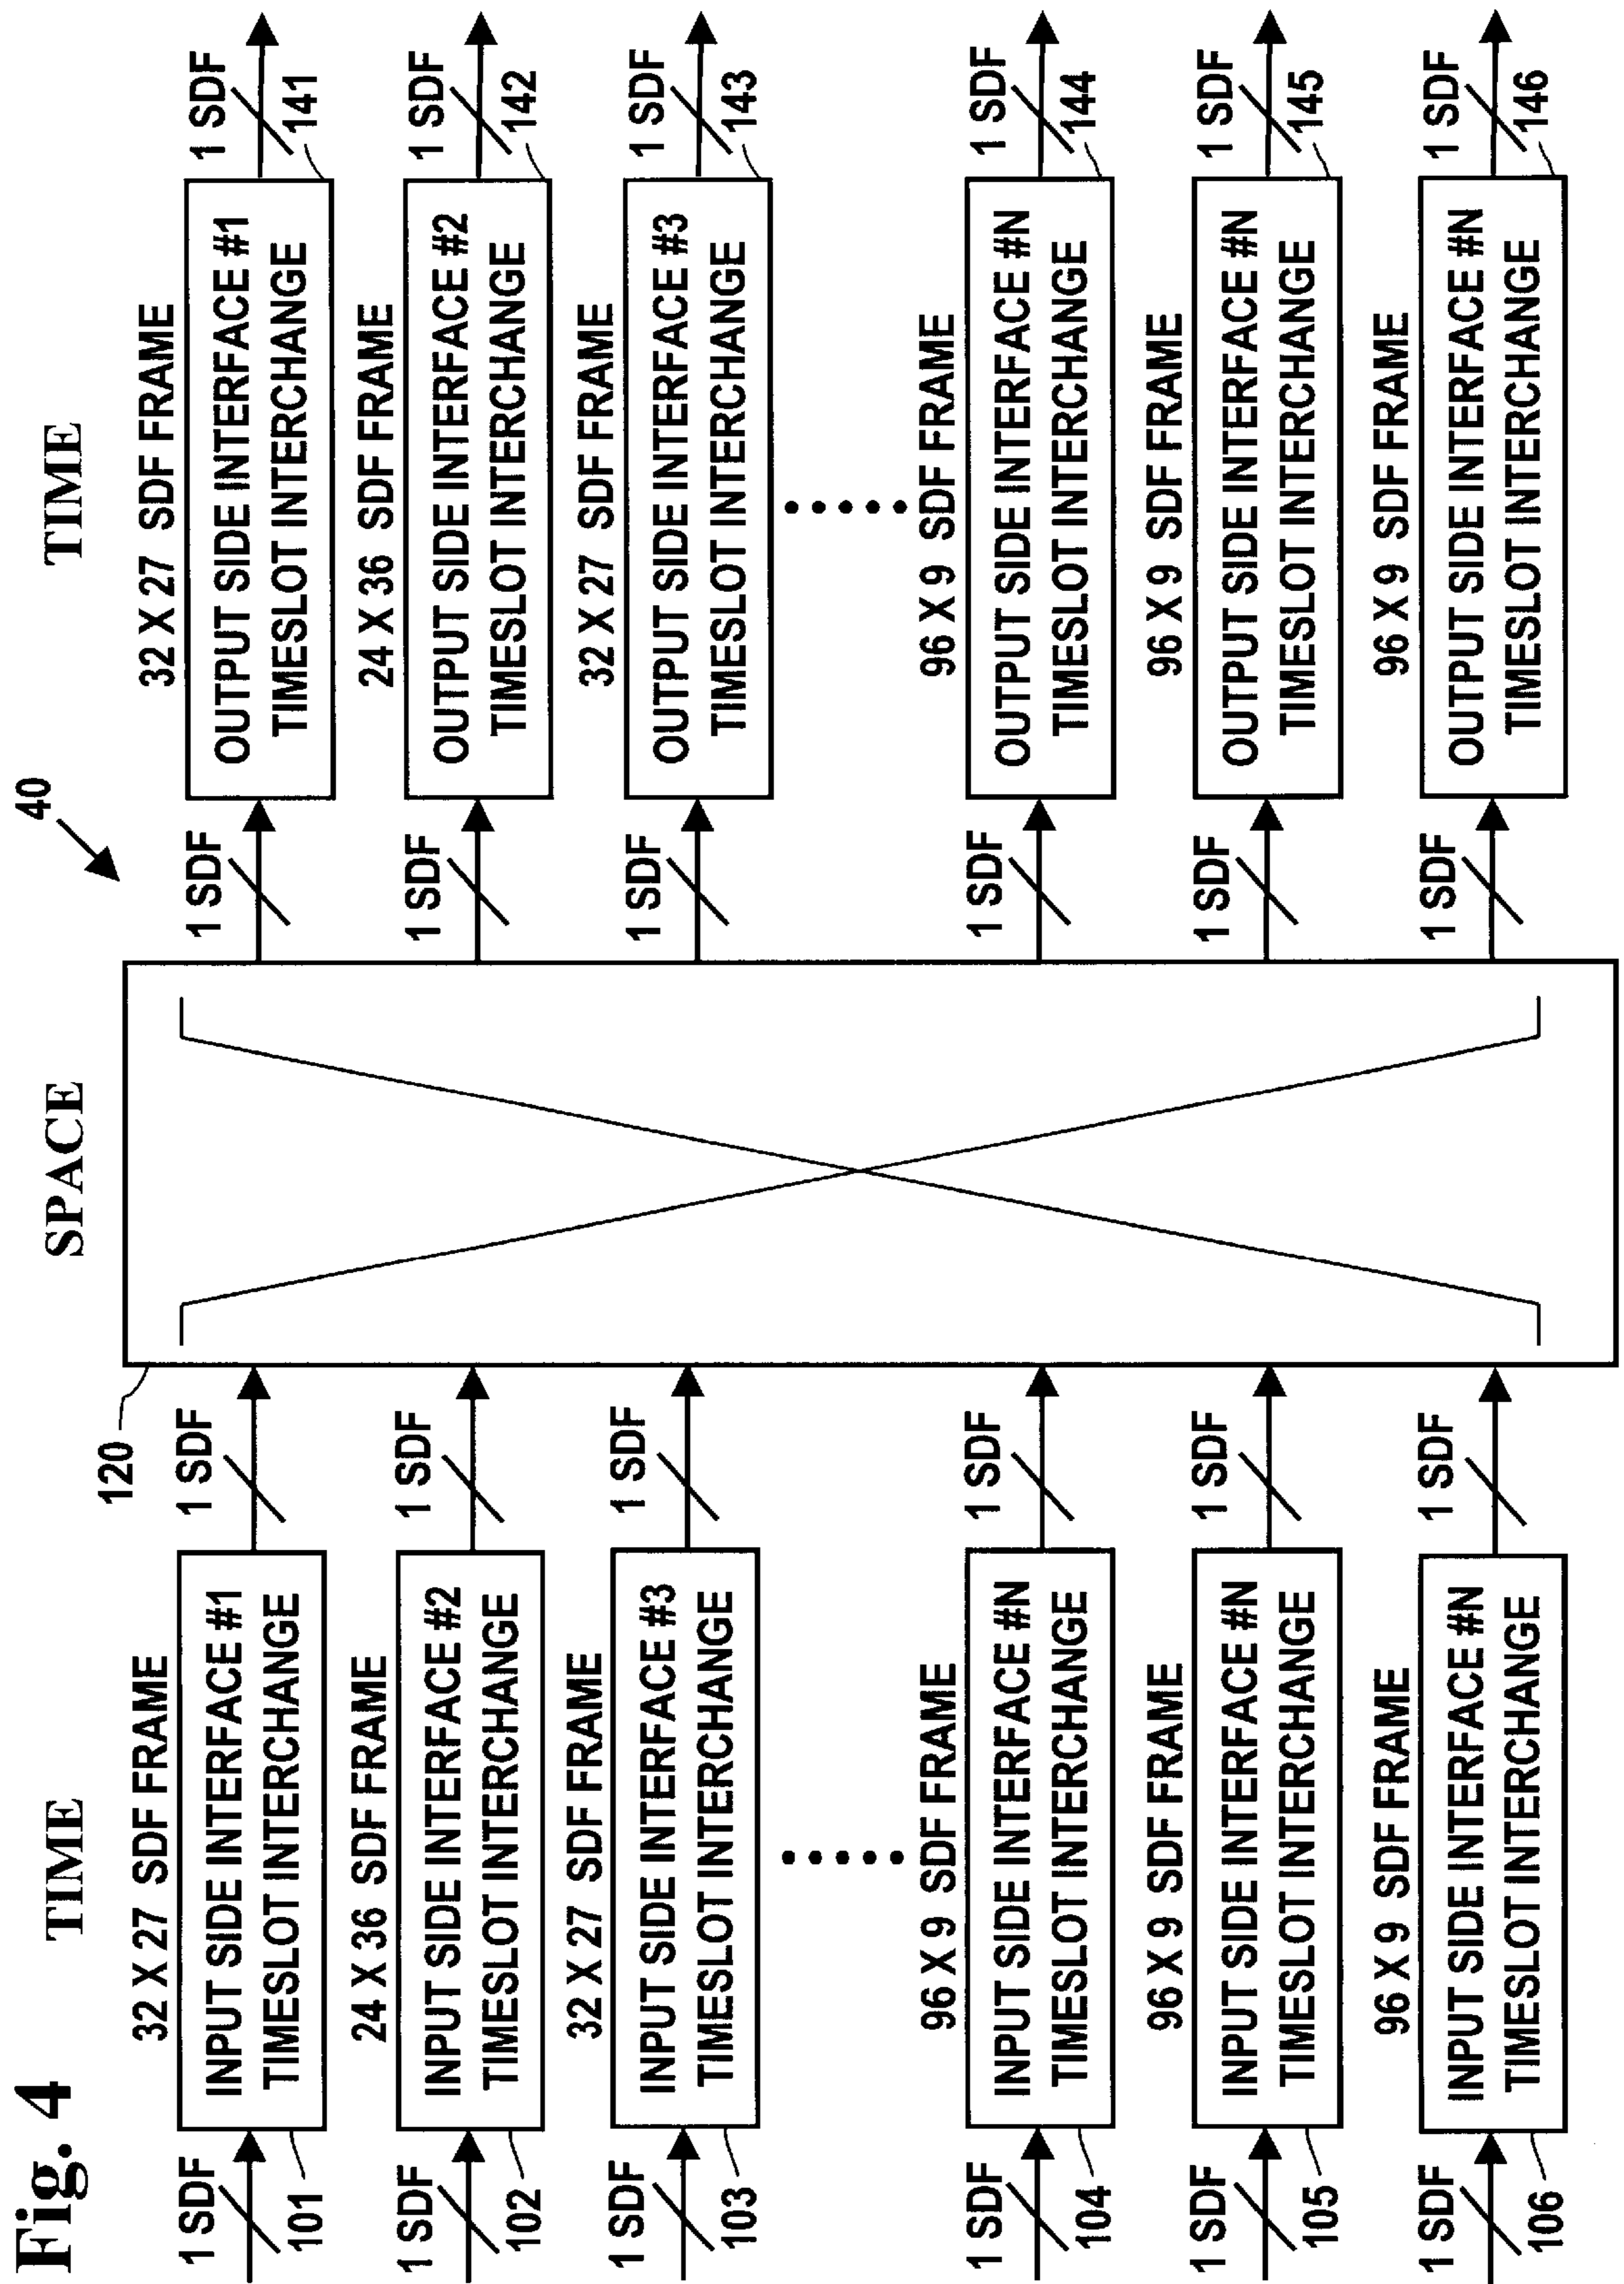 Fig. 4
TIME
SPACE
TIME
40
120
32 X 27 SDF FRAME
1 SDF
101
INPUT SIDE INTERFACE #1
TIMESLOT INTERCHANGE
1 SDF
24 X 36 SDF FRAME
1 SDF
102
INPUT SIDE INTERFACE #2
TIMESLOT INTERCHANGE
1 SDF
32 X 27 SDF FRAME
1 SDF
103
INPUT SIDE INTERFACE #3
TIMESLOT INTERCHANGE
1 SDF
96 X 9 SDF FRAME
1 SDF
104
INPUT SIDE INTERFACE #N
TIMESLOT INTERCHANGE
1 SDF
96 X 9 SDF FRAME
1 SDF
105
INPUT SIDE INTERFACE #N
TIMESLOT INTERCHANGE
1 SDF
96 X 9 SDF FRAME
1 SDF
106
INPUT SIDE INTERFACE #N
TIMESLOT INTERCHANGE
1 SDF
32 X 27 SDF FRAME
1 SDF
OUTPUT SIDE INTERFACE #1
TIMESLOT INTERCHANGE
1 SDF
141
24 X 36 SDF FRAME
1 SDF
OUTPUT SIDE INTERFACE #2
TIMESLOT INTERCHANGE
1 SDF
142
32 X 27 SDF FRAME
1 SDF
OUTPUT SIDE INTERFACE #3
TIMESLOT INTERCHANGE
1 SDF
143
96 X 9 SDF FRAME
1 SDF
OUTPUT SIDE INTERFACE #N
TIMESLOT INTERCHANGE
1 SDF
144
96 X 9 SDF FRAME
1 SDF
OUTPUT SIDE INTERFACE #N
TIMESLOT INTERCHANGE
1 SDF
145
96 X 9 SDF FRAME
1 SDF
OUTPUT SIDE INTERFACE #N
TIMESLOT INTERCHANGE
1 SDF
146